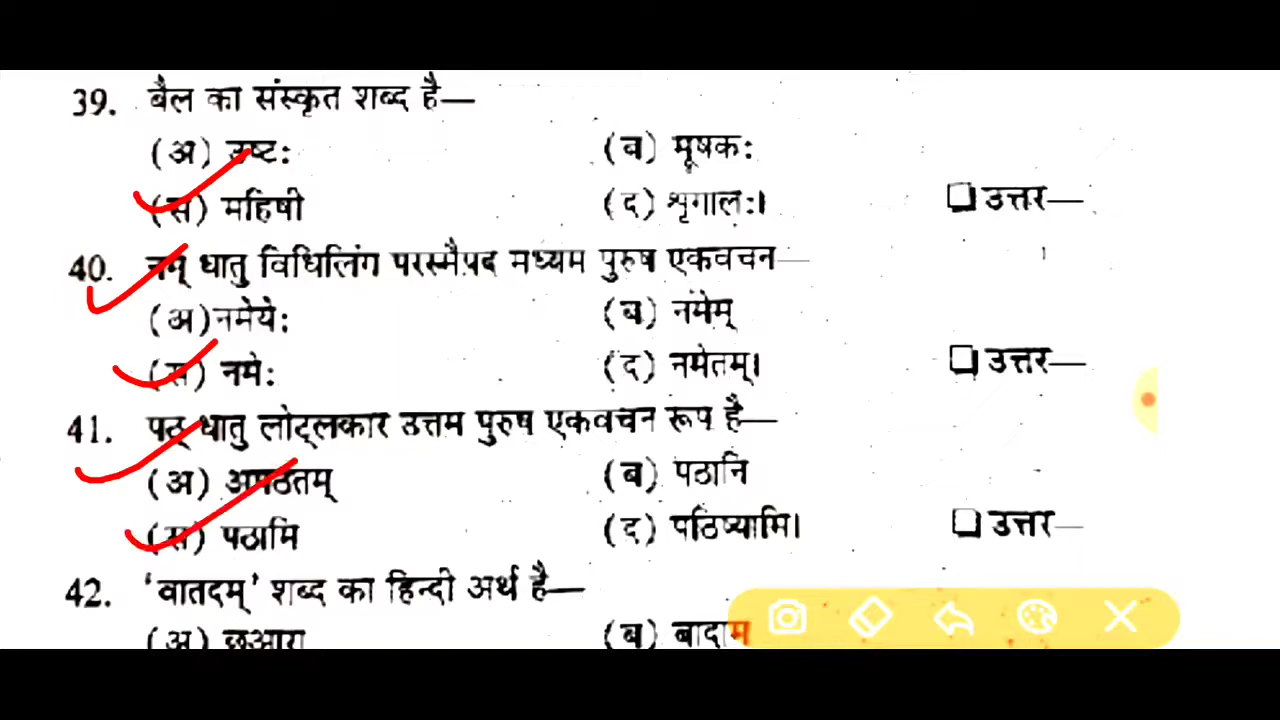 39. बैल का संस्कृत शब्द है—
(अ) उष्टः (ब) मूषकः
(स) महिषी (द) शृगालः। ❑ उत्तर—
40. नम् धातु विधिलिंग परस्मैपद मध्यम पुरुष एकवचन—
(अ) नमेयेः (ब) नमेम्
(स) नमेः (द) नमेतम्। ❑ उत्तर—
41. पठ् धातु लोट्लकार उत्तम पुरुष एकवचन रूप है—
(अ) अपठतम् (ब) पठानि
(स) पठामि (द) पठिष्यामि। ❑ उत्तर—
42. 'वातदम्' शब्द का हिन्दी अर्थ है—
(अ) छुआरा (ब) बादाम